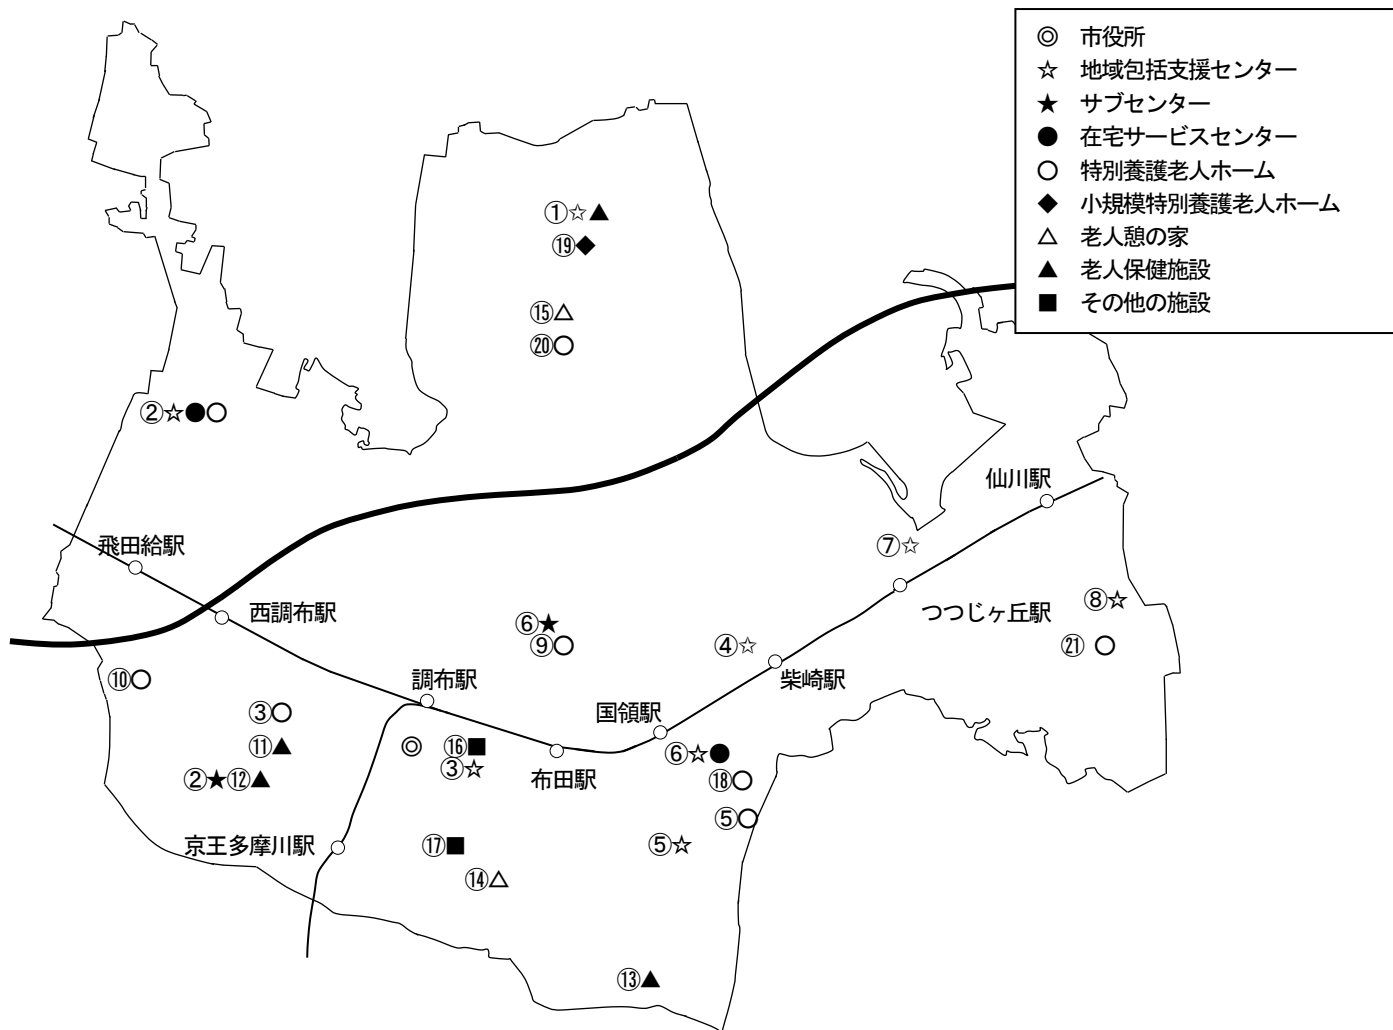 ◎ 市役所
☆ 地域包括支援センター
★ サブセンター
● 在宅サービスセンター
○ 特別養護老人ホーム
◆ 小規模特別養護老人ホーム
△ 老人憩の家
▲ 老人保健施設
■ その他の施設
①☆▲
⑲◆
⑮△
⑳○
②☆●○
仙川駅
飛田給駅
⑦☆
つつじヶ丘駅
⑧☆
西調布駅
⑥★
⑨○
④☆
㉑○
柴崎駅
⑩○
調布駅
③○
国領駅
⑪▲
◎
⑯■
③☆
布田駅
⑥☆●
②★⑫▲
⑱○
⑤○
京王多摩川駅
⑰■
⑤☆
⑭△
⑬▲